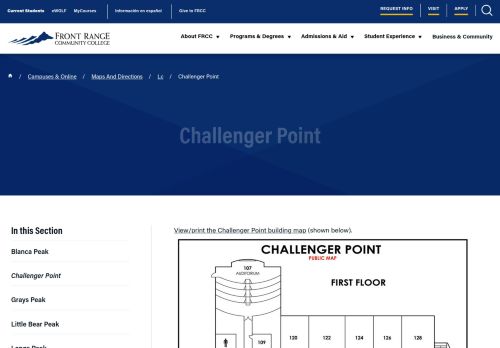 Current Students eWOLF MyCourses Información en español Give to FRCC REQUEST INFO VISIT APPLY
FRONT RANGE
COMMUNITY COLLEGE
About FRCC Programs & Degrees Admissions & Aid Student Experience Business & Community
/ Campuses & Online / Maps And Directions / Lc / Challenger Point
Challenger Point
In this Section
Blanca Peak
Challenger Point
Grays Peak
Little Bear Peak
View/print the Challenger Point building map (shown below).
CHALLENGER POINT
PUBLIC MAP
107
AUDITORIUM
FIRST FLOOR
109 120 122 124 126 128